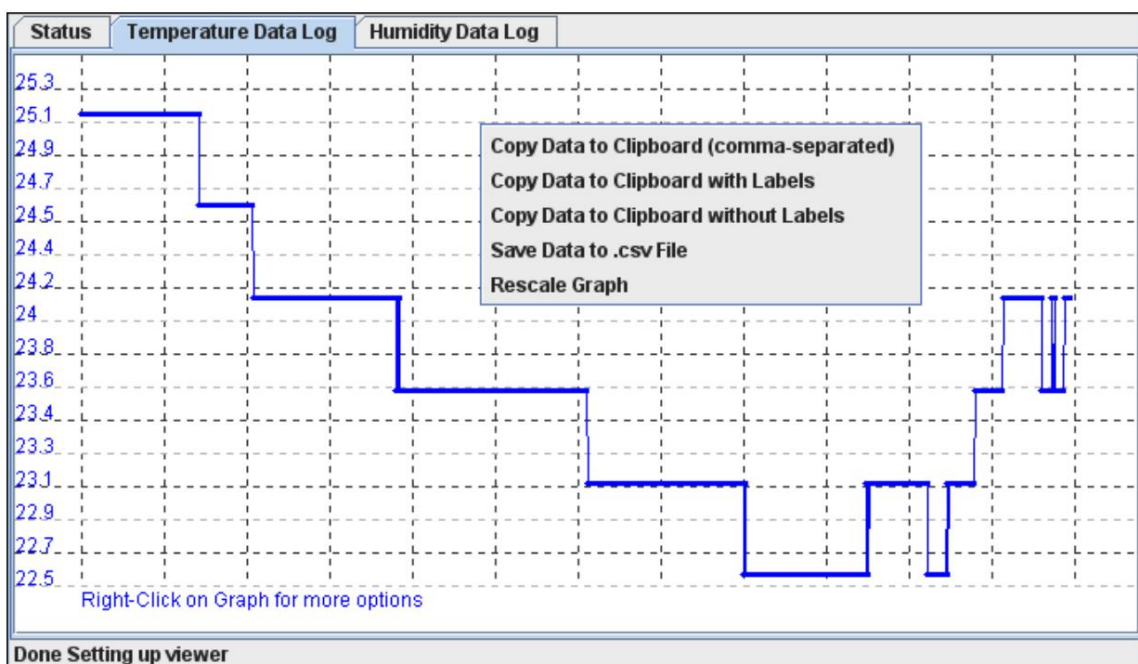 Status Temperature Data Log Humidity Data Log
25.3
25.1
24.9
24.7
24.5
24.4
24.2
24
23.8
23.6
23.4
23.3
23.1
22.9
22.7
22.5
Copy Data to Clipboard (comma-separated)
Copy Data to Clipboard with Labels
Copy Data to Clipboard without Labels
Save Data to .csv File
Rescale Graph
Right-Click on Graph for more options
Done Setting up viewer